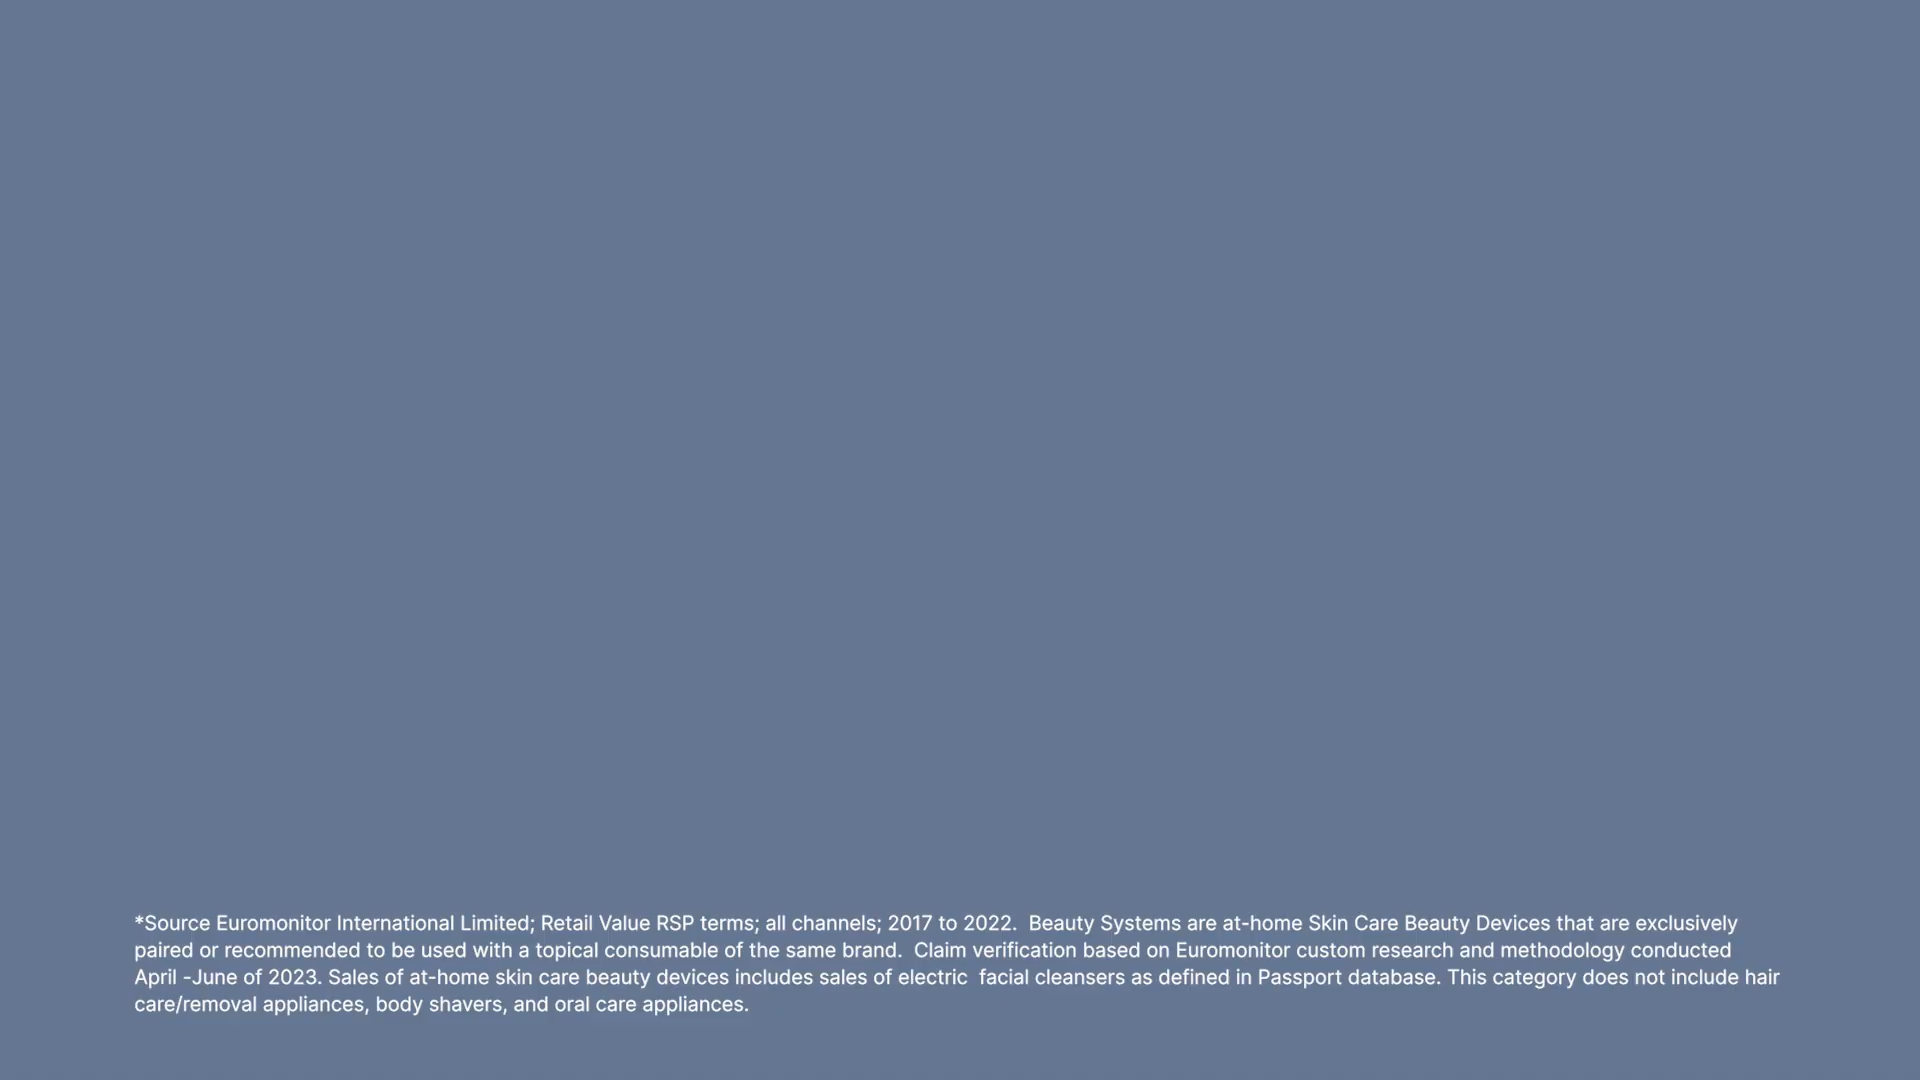 *Source Euromonitor International Limited; Retail Value RSP terms; all channels; 2017 to 2022.  Beauty Systems are at-home Skin Care Beauty Devices that are exclusively
paired or recommended to be used with a topical consumable of the same brand.  Claim verification based on Euromonitor custom research and methodology conducted
April -June of 2023. Sales of at-home skin care beauty devices includes sales of electric  facial cleansers as defined in Passport database. This category does not include hair
care/removal appliances, body shavers, and oral care appliances.